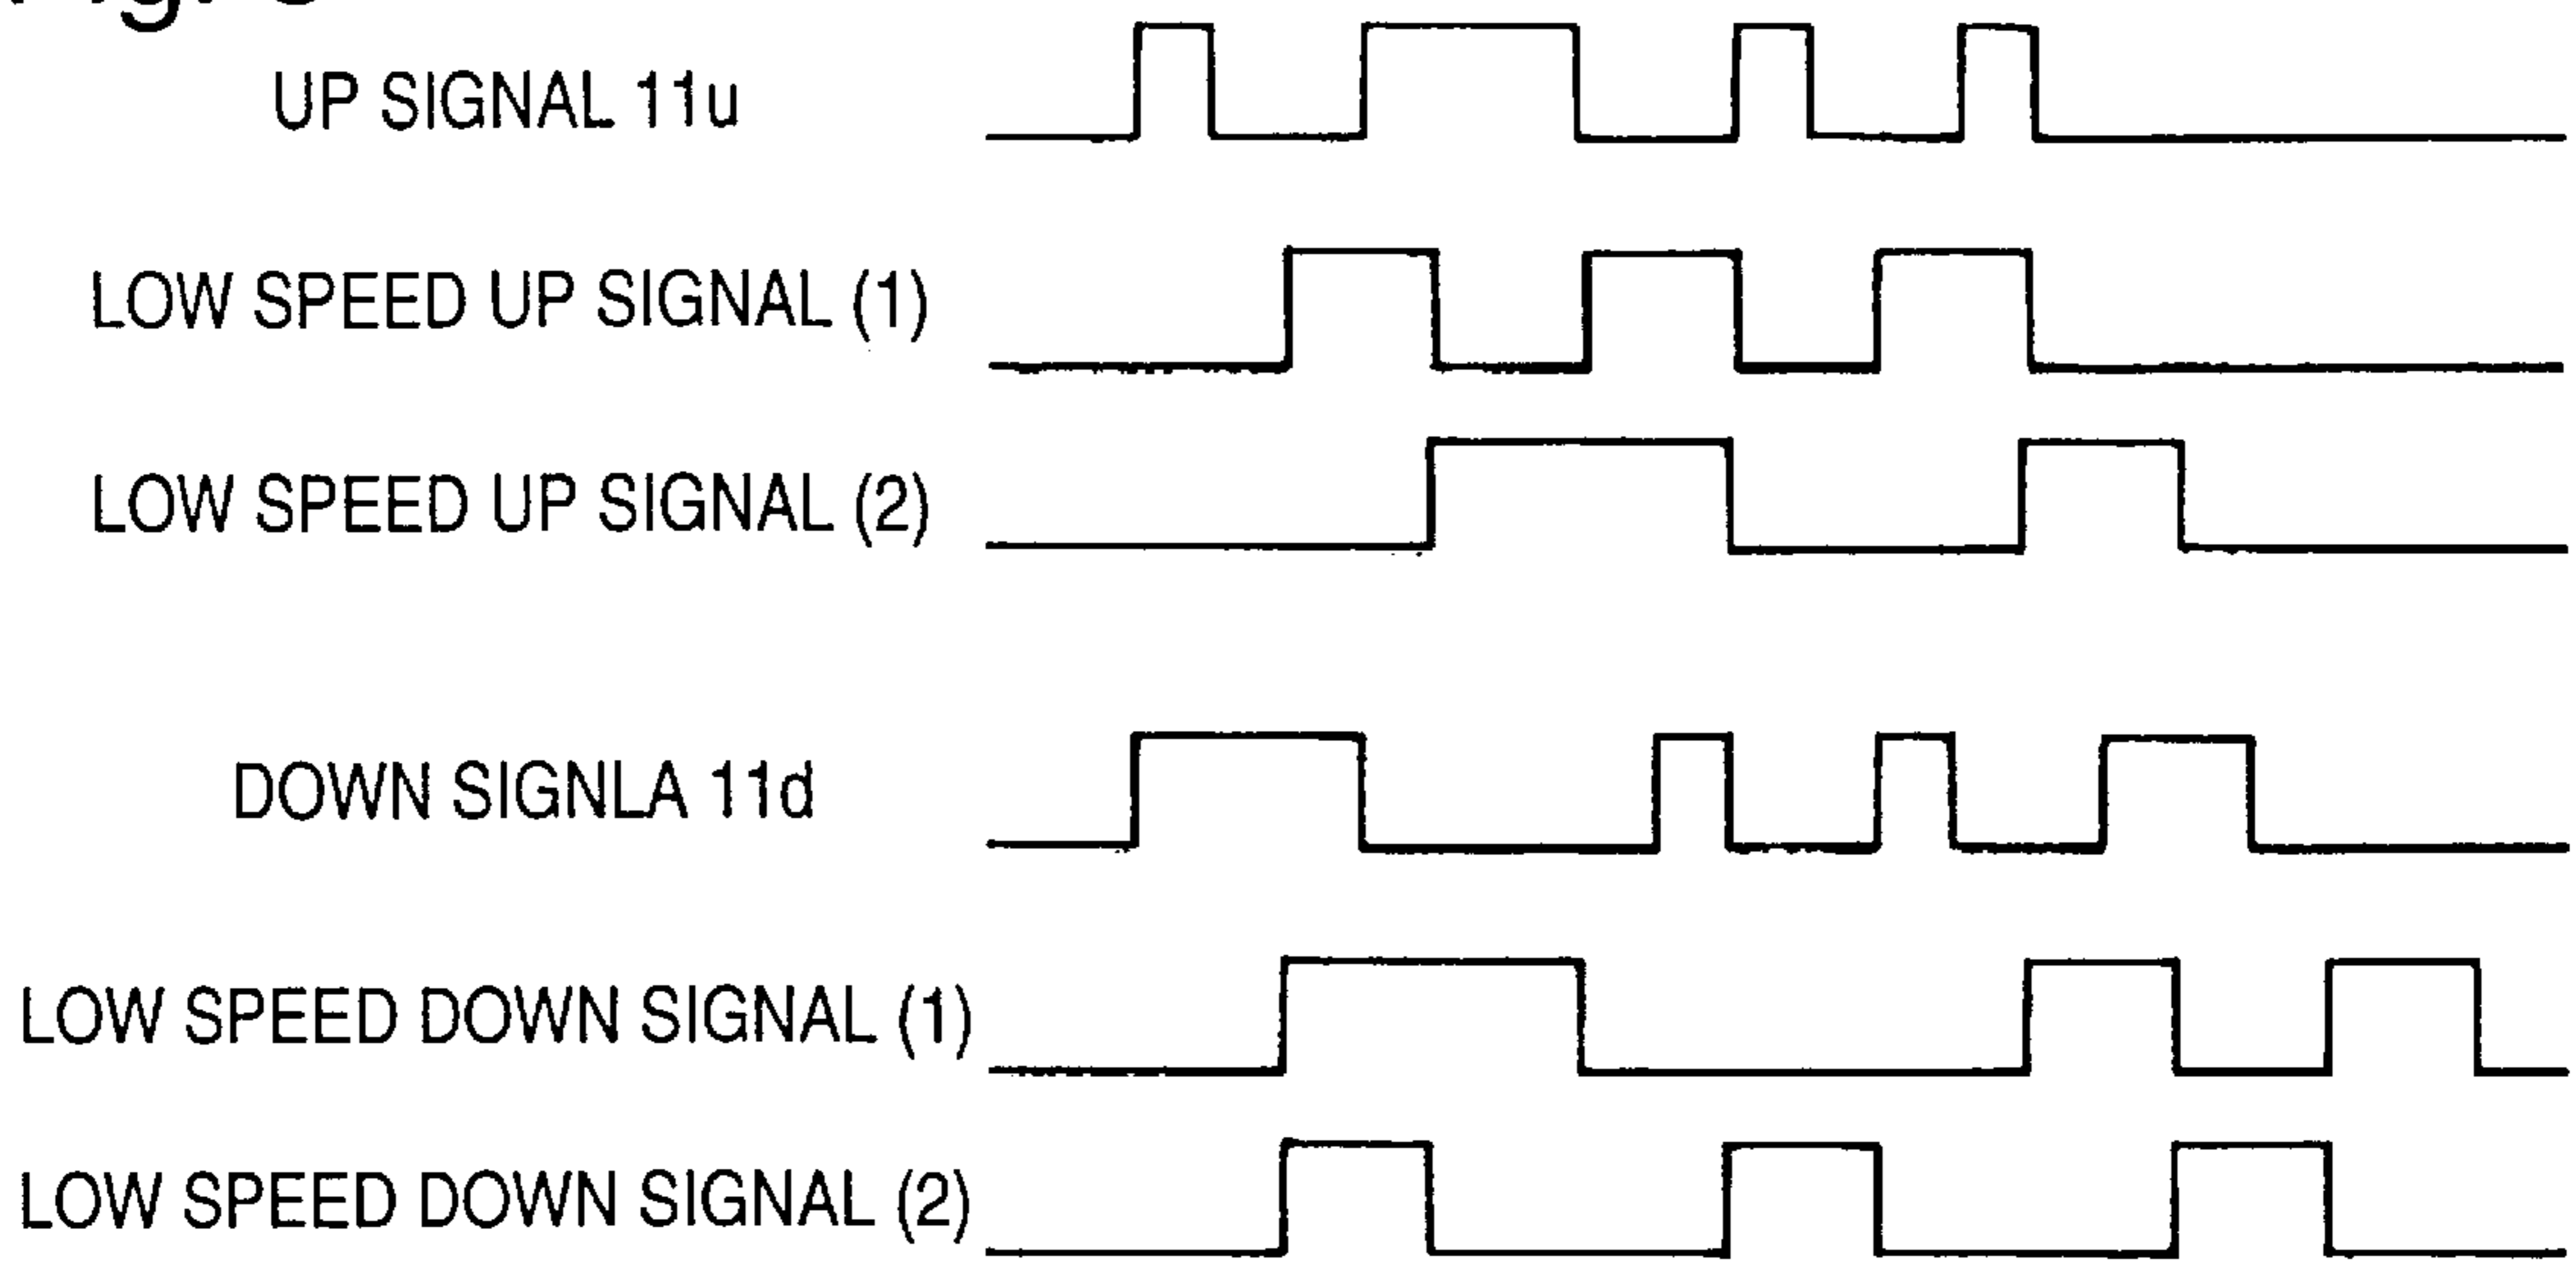 UP SIGNAL 11u
LOW SPEED UP SIGNAL (1)
LOW SPEED UP SIGNAL (2)
DOWN SIGNLA 11d
LOW SPEED DOWN SIGNAL (1)
LOW SPEED DOWN SIGNAL (2)